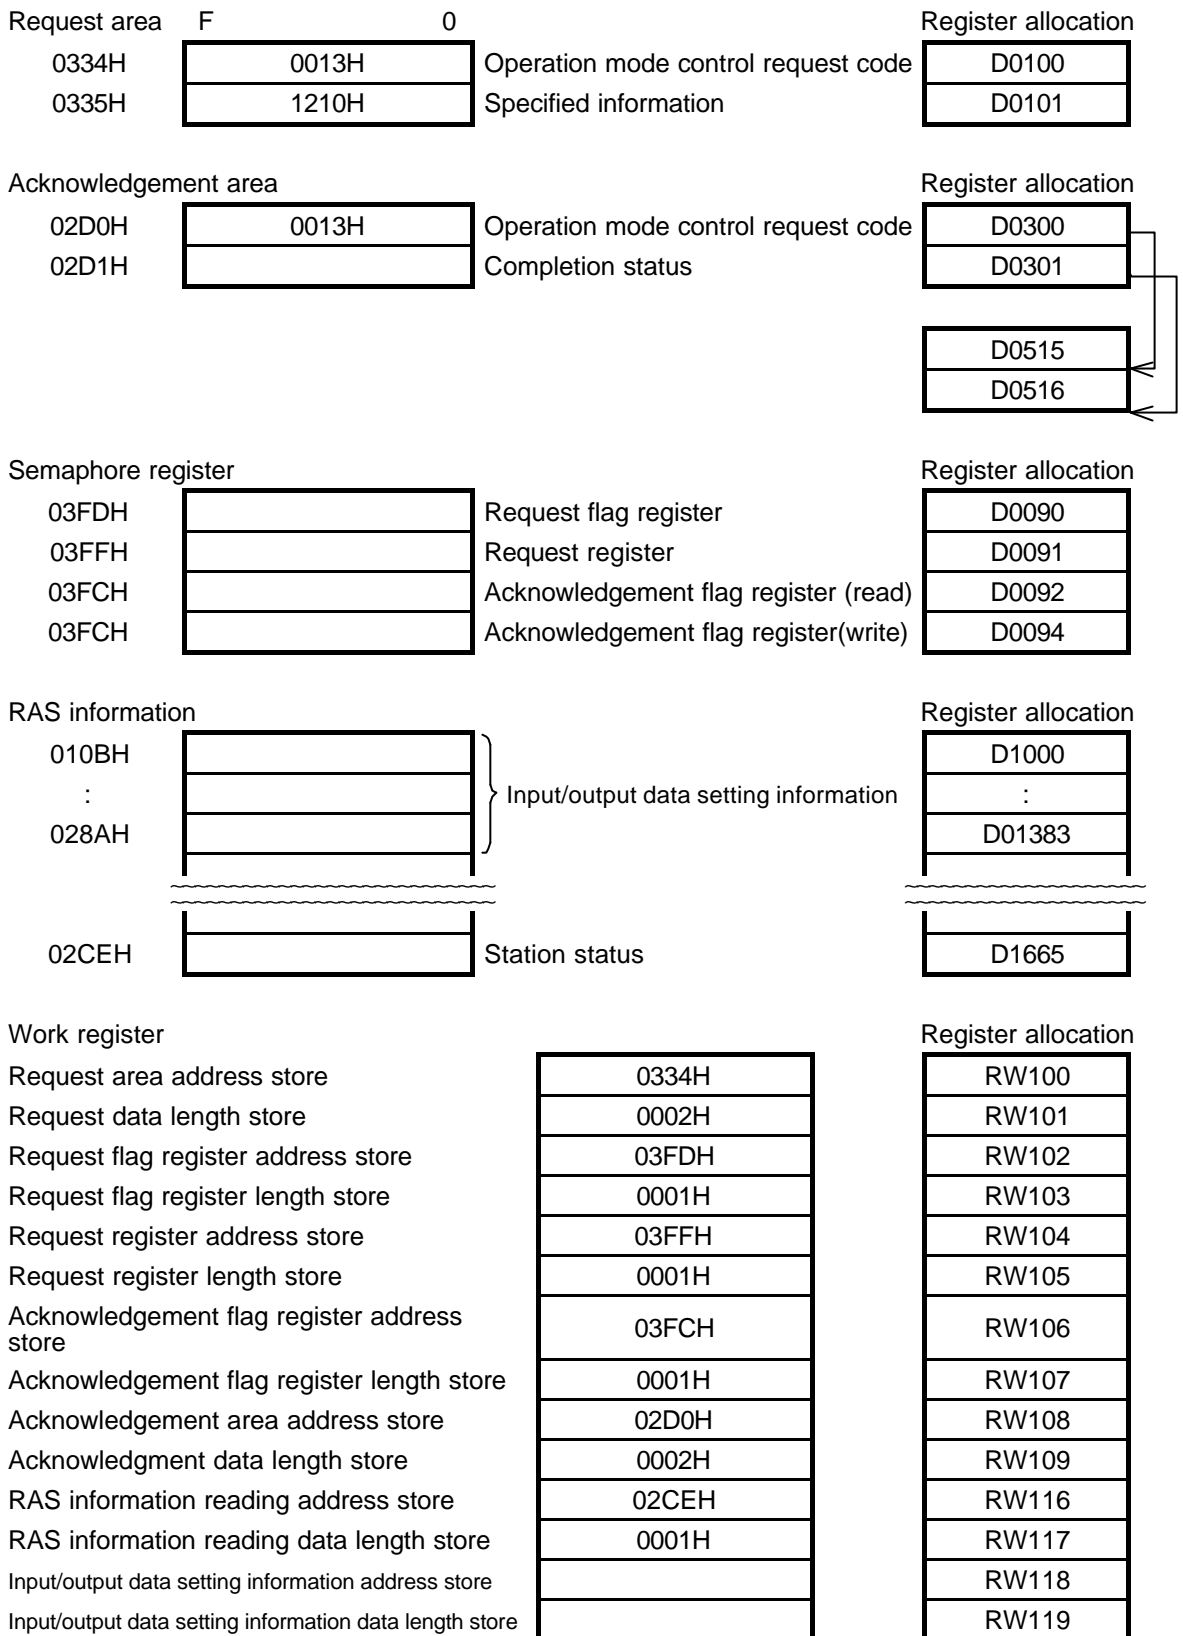 Request area F 0 Register allocation
0334H 0013H Operation mode control request code D0100
0335H 1210H Specified information D0101
Acknowledgement area Register allocation
02D0H 0013H Operation mode control request code D0300
02D1H Completion status D0301
D0515
D0516
Semaphore register Register allocation
03FDH Request flag register D0090
03FFH Request register D0091
03FCH Acknowledgement flag register (read) D0092
03FCH Acknowledgement flag register(write) D0094
RAS information Register allocation
010BH D1000
: Input/output data setting information :
028AH D01383
02CEH Station status D1665
Work register Register allocation
Request area address store 0334H RW100
Request data length store 0002H RW101
Request flag register address store 03FDH RW102
Request flag register length store 0001H RW103
Request register address store 03FFH RW104
Request register length store 0001H RW105
Acknowledgement flag register address
store 03FCH RW106
Acknowledgement flag register length store 0001H RW107
Acknowledgement area address store 02D0H RW108
Acknowledgment data length store 0002H RW109
RAS information reading address store 02CEH RW116
RAS information reading data length store 0001H RW117
Input/output data setting information address store RW118
Input/output data setting information data length store RW119